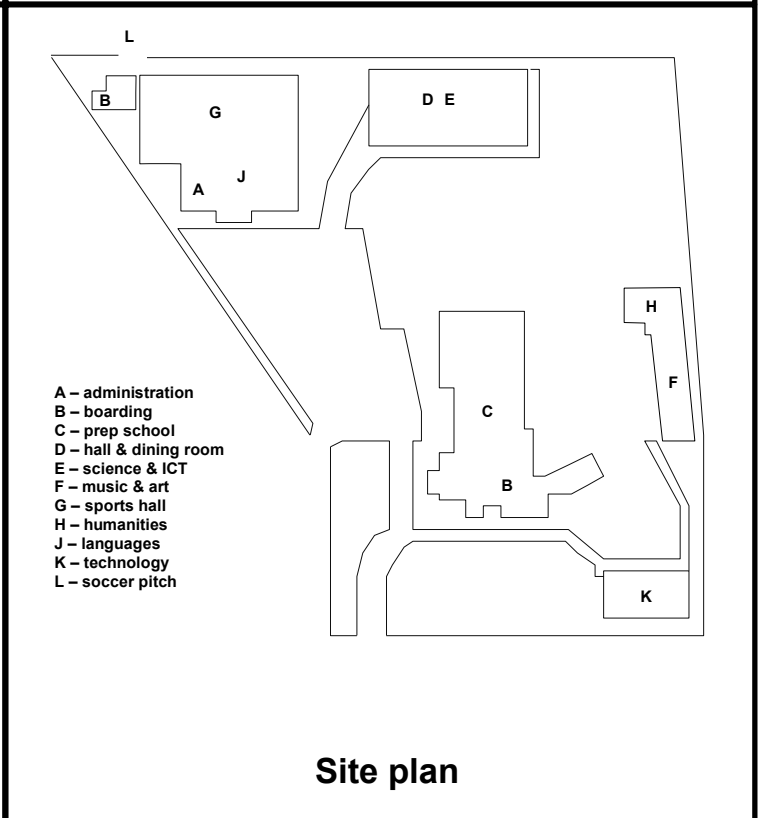 L
B
G
D E
A
J
H
F
C
B
K
A – administration
B – boarding
C – prep school
D – hall & dining room
E – science & ICT
F – music & art
G – sports hall
H – humanities
J – languages
K – technology
L – soccer pitch
Site plan